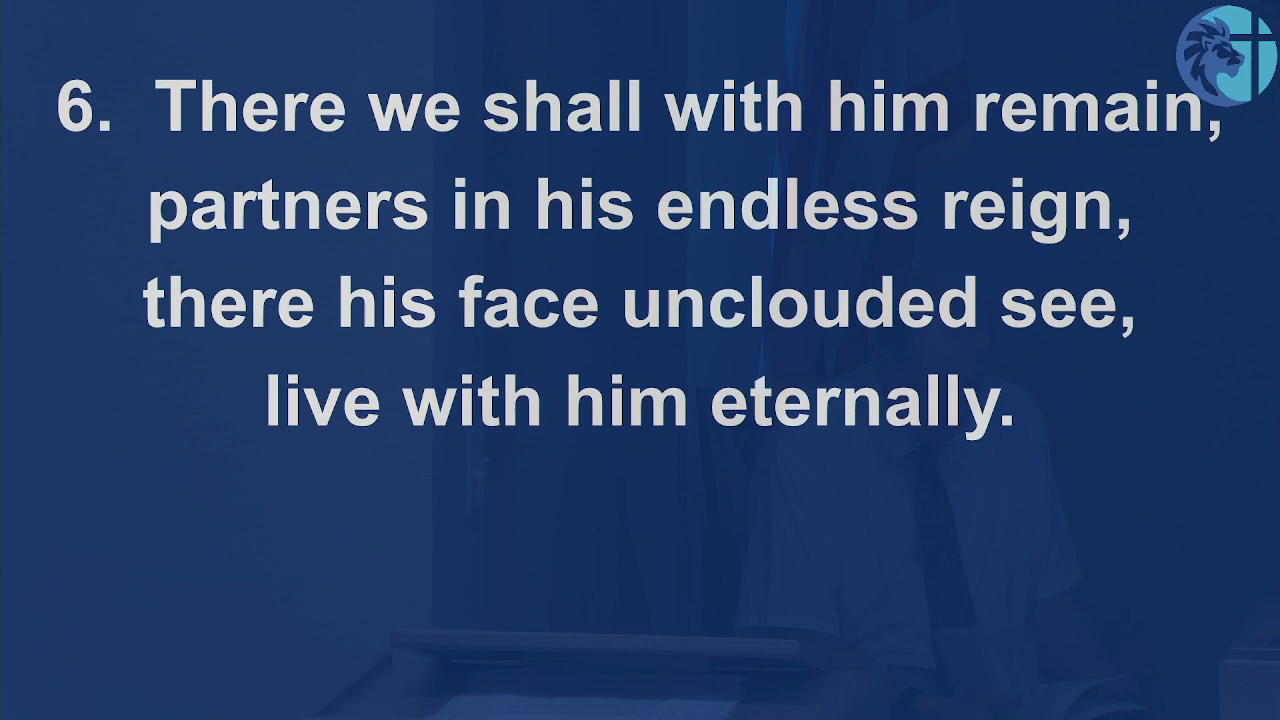 6. There we shall with him remain,
partners in his endless reign,
there his face unclouded see,
live with him eternally.